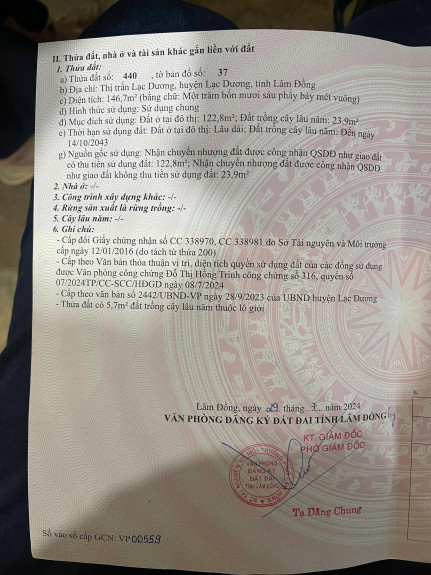 II. Thửa đất, nhà ở và tài sản khác gắn liền với đất
1. Thửa đất:
a) Thửa đất số: 440 , tờ bản đồ số: 37
b) Địa chỉ: Thị trấn Lạc Dương, huyện Lạc Dương, tỉnh Lâm Đồng
c) Diện tích: 146,7m² (bằng chữ: Một trăm bốn mươi sáu phẩy bảy mét vuông)
d) Hình thức sử dụng: Sử dụng chung
đ) Mục đích sử dụng: Đất ở tại đô thị: 122,8m²; Đất trồng cây lâu năm: 23,9m²
e) Thời hạn sử dụng đất: Đất ở tại đô thị: Lâu dài; Đất trồng cây lâu năm: Đến ngày
14/10/2043
g) Nguồn gốc sử dụng: Nhận chuyển nhượng đất được công nhận QSDĐ như giao đất
có thu tiền sử dụng đất: 122,8m²; Nhận chuyển nhượng đất được công nhận QSDĐ
như giao đất không thu tiền sử dụng đất: 23,9m²
2. Nhà ở: -/-
3. Công trình xây dựng khác: -/-
4. Rừng sản xuất là rừng trồng: -/-
5. Cây lâu năm: -/-
6. Ghi chú:
- Cấp đổi Giấy chứng nhận số CC 338970, CC 338981 do Sở Tài nguyên và Môi trường
cấp ngày 12/01/2016 (do tách từ thửa 200)
- Cấp theo Văn bản thỏa thuận vị trí, diện tích quyền sử dụng đất của các đồng sử dụng
được Văn phòng công chứng Đỗ Thị Hồng Trinh công chứng số 316, quyển số
07/2024TP/CC-SCC/HĐGD ngày 08/7/2024
- Cấp theo văn bản số 2442/UBND-VP ngày 28/9/2023 của UBND huyện Lạc Dương
- Thửa đất có 5,7m² đất trồng cây lâu năm thuộc lộ giới
Lâm Đồng, ngày .29. tháng ..7... năm 2024
VĂN PHÒNG ĐĂNG KÝ ĐẤT ĐAI TỈNH LÂM ĐỒNG
KT. GIÁM ĐỐC
PHÓ GIÁM ĐỐC
VĂN PHÒNG
ĐĂNG KÝ
ĐẤT ĐAI
TỈNH LÂM ĐỒNG
Tạ Đăng Chung
Số vào sổ cấp GCN: VP 00559